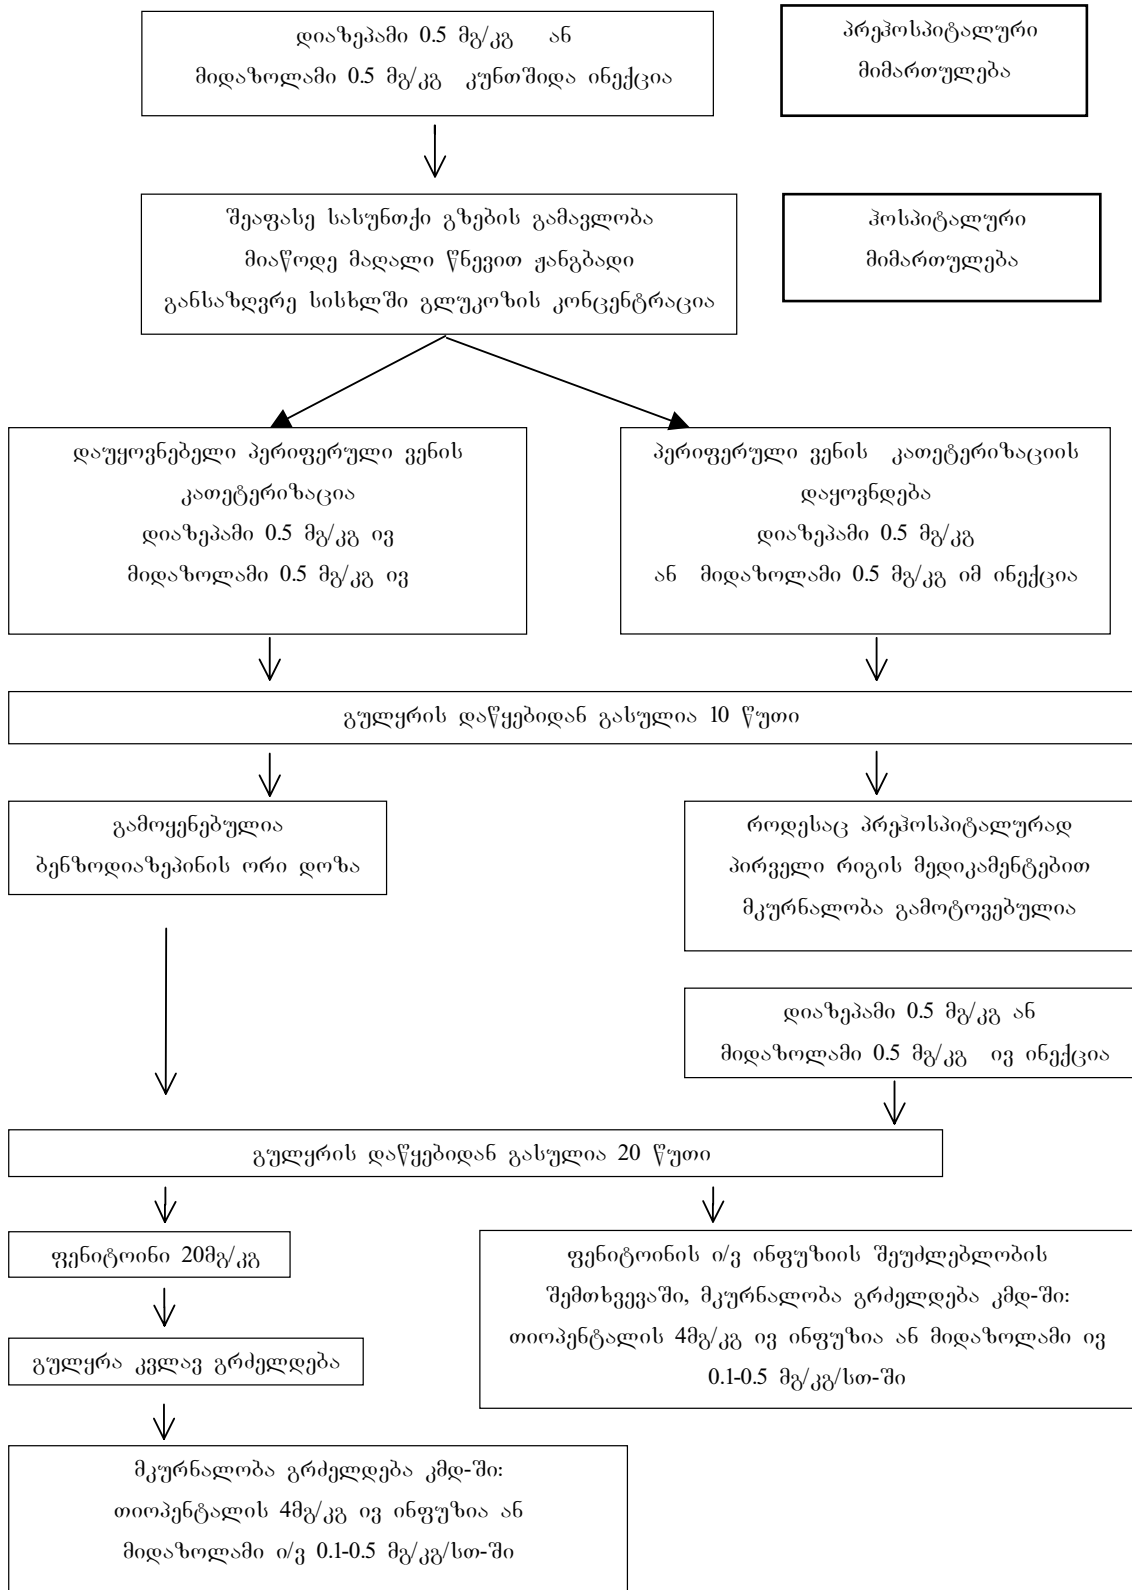 დიაზეპამი 0.5 მგ/კგ ან
მიდაზოლამი 0.5 მგ/კგ კუნთშიდა ინექცია
პრეჰოსპიტალური
მიმართულება
შეაფასე სასუნთქი გზების გამავლობა
მიაწოდე მაღალი წნევით ჟანგბადი
განსაზღვრე სისხლში გლუკოზის კონცენტრაცია
ჰოსპიტალური
მიმართულება
დაუყოვნებელი პერიფერული ვენის
კათეტერიზაცია
დიაზეპამი 0.5 მგ/კგ ივ
მიდაზოლამი 0.5 მგ/კგ ივ
პერიფერული ვენის კათეტერიზაციის
დაყოვნდება
დიაზეპამი 0.5 მგ/კგ
ან მიდაზოლამი 0.5 მგ/კგ იმ ინექცია
გულყრის დაწყებიდან გასულია 10 წუთი
გამოყენებულია
ბენზოდიაზეპინის ორი დოზა
როდესაც პრეჰოსპიტალურად
პირველი რიგის მედიკამენტებით
მკურნალობა გამოტოვებულია
დიაზეპამი 0.5 მგ/კგ ან
მიდაზოლამი 0.5 მგ/კგ ივ ინექცია
გულყრის დაწყებიდან გასულია 20 წუთი
ფენიტოინი 20მგ/კგ
ფენიტოინის ი/ვ ინფუზიის შეუძლებლობის
შემთხვევაში, მკურნალობა გრძელდება კმდ-ში:
თიოპენტალის 4მგ/კგ ივ ინფუზია ან მიდაზოლამი ივ
0.1-0.5 მგ/კგ/სთ-ში
გულყრა კვლავ გრძელდება
მკურნალობა გრძელდება კმდ-ში:
თიოპენტალის 4მგ/კგ ივ ინფუზია ან
მიდაზოლამი ი/ვ 0.1-0.5 მგ/კგ/სთ-ში